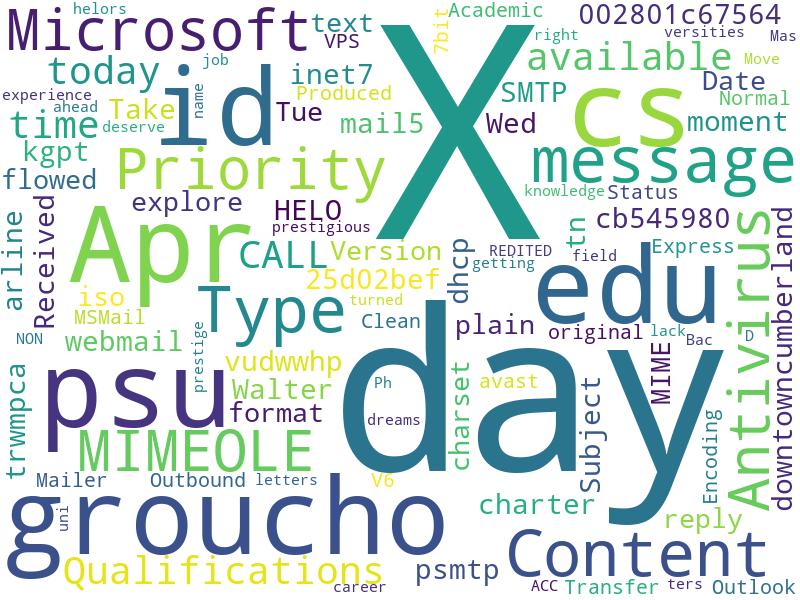 helors
Microsoft
text
VPS
7bit
Academic
002801c67564
right
versities
Mas
today
job
inet7
X
available
Move
experience
id
SMTP
cs
Date
ahead
Take
name
Produced
Tue
Normal
time
deserve
mail5
Wed
moment
kgpt
Priority
message
flowed
knowledge
Status
explore
HELO
prestigious
cb545980
arline
Received
Apr
CALL
Version
dhcp
REDITED
tn
Express
Antivirus
downtowncumberland
getting
field
25d02bef
iso
Type
turned
edu
MSMail
Clean
plain
original
lack
D
NON
webmail
prestige
MIME
Bac
vudwwhp
day
trwmpca
psu
Walter
Ph
charset
avast
format
dreams
Subject
Encoding
MIMEOLE
Mailer
Outbound
letters
V6
groucho
uni
charter
reply
Content
Qualifications
psmtp
career
ACC
Transfer
ters
Outlook